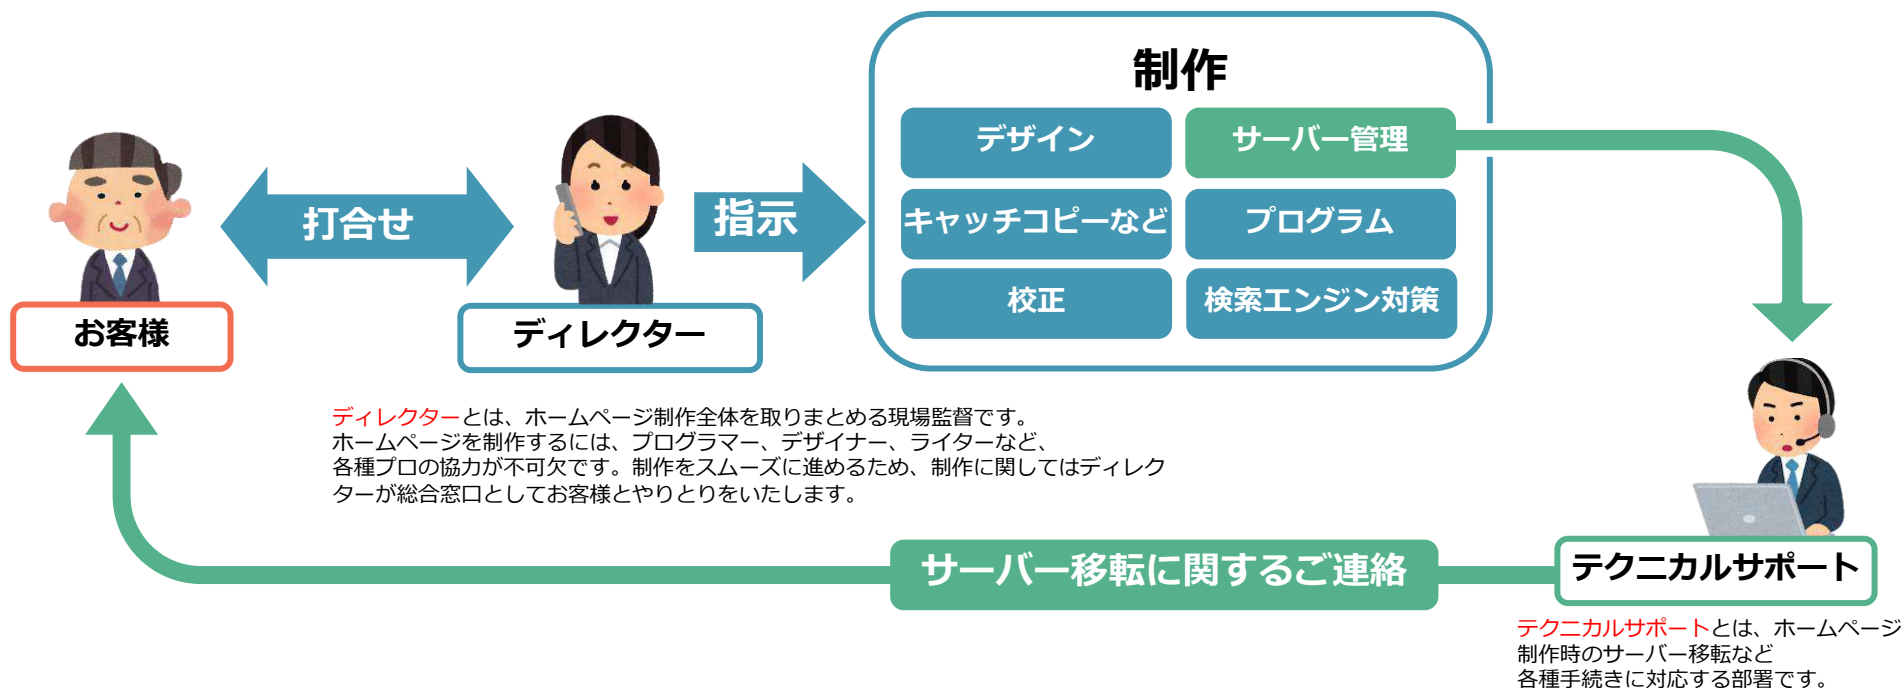 制作
デザイン
サーバー管理
キャッチコピーなど
プログラム
校正
検索エンジン対策
打合せ
指示
お客様
ディレクター
ディレクターとは、ホームページ制作全体を取りまとめる現場監督です。
ホームページを制作するには、プログラマー、デザイナー、ライターなど、
各種プロの協力が不可欠です。制作をスムーズに進めるため、制作に関してはディレク
ターが総合窓口としてお客様とやりとりをいたします。
サーバー移転に関するご連絡
テクニカルサポート
テクニカルサポートとは、ホームページ
制作時のサーバー移転など
各種手続きに対応する部署です。